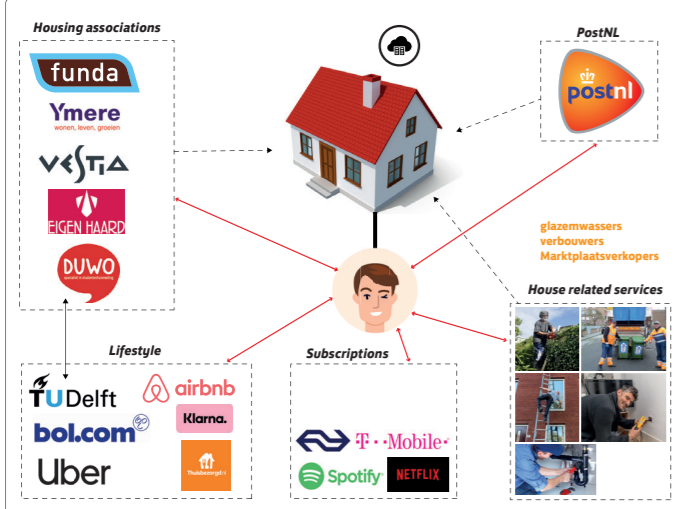 Housing associations
funda
Ymere
wonen, leven, groeien
VESTIA
EIGEN HAARD
DUWO
PostNL
postnl
glazemwassers
verbouwers
Marktplaatsverkopers
House related services
Lifestyle
TUDelft
airbnb
bol.com
Klarna.
Uber
Thuisbezorgd.nl
Subscriptions
T··Mobile·
Spotify
NETFLIX